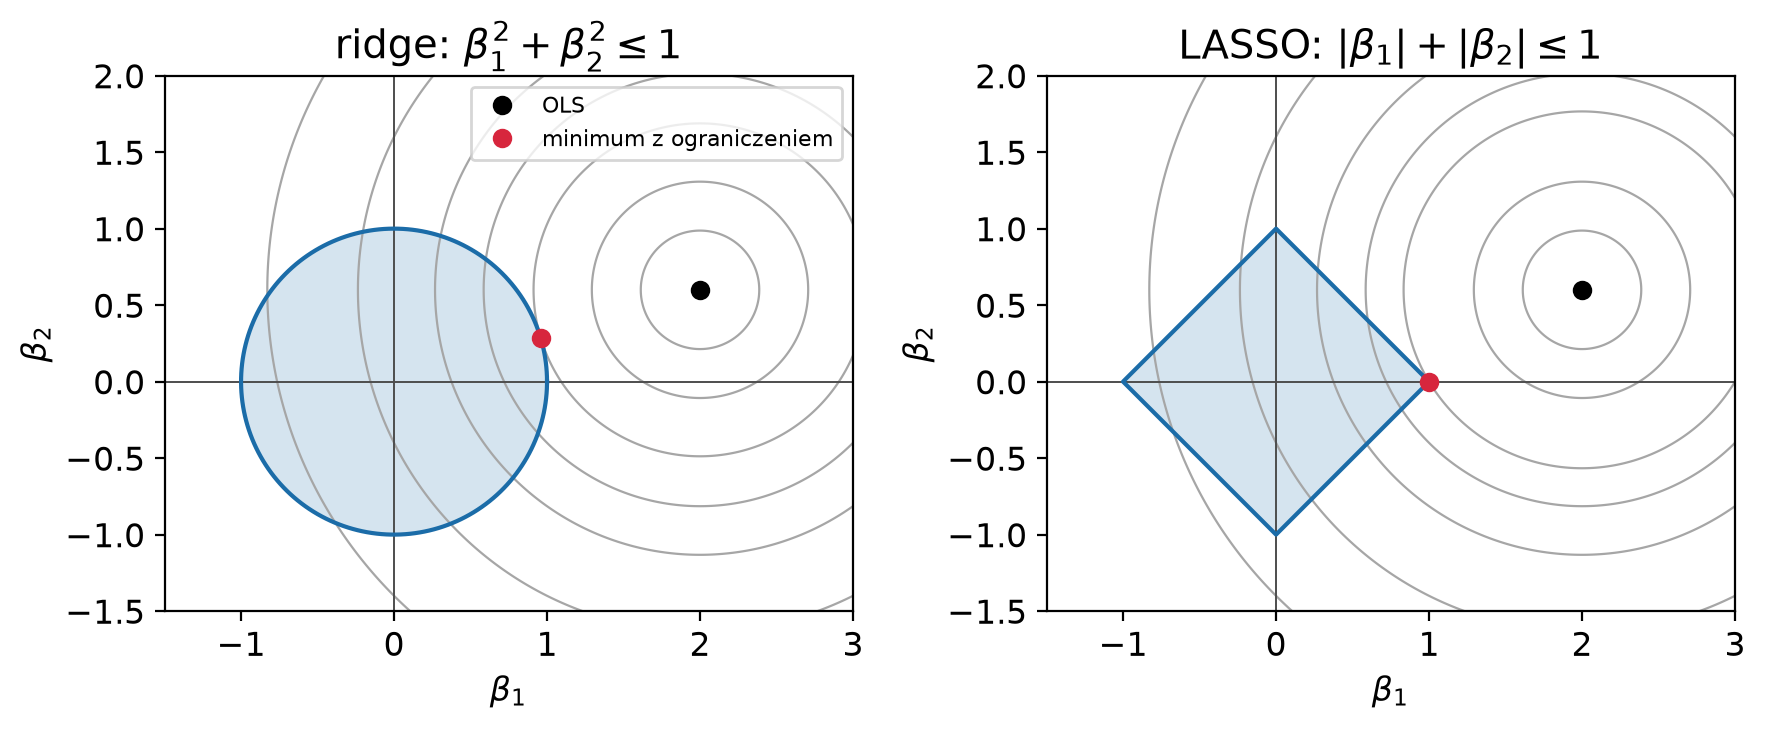 ridge: β₁² + β₂² ≤ 1
2.0
1.5
1.0
0.5
0.0
−0.5
−1.0
−1.5
β₂
OLS
minimum z ograniczeniem
−1 0 1 2 3
β₁
LASSO: |β₁| + |β₂| ≤ 1
2.0
1.5
1.0
0.5
0.0
−0.5
−1.0
−1.5
β₂
−1 0 1 2 3
β₁